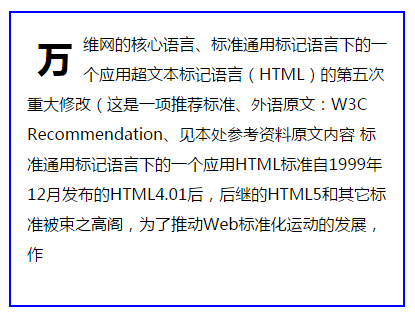 万维网的核心语言、标准通用标记语言下的一
个应用超文本标记语言（HTML）的第五次
重大修改（这是一项推荐标准、外语原文：W3C
Recommendation、见本处参考资料原文内容 标
准通用标记语言下的一个应用HTML标准自1999年
12月发布的HTML4.01后，后继的HTML5和其它标
准被束之高阁，为了推动Web标准化运动的发展，
作